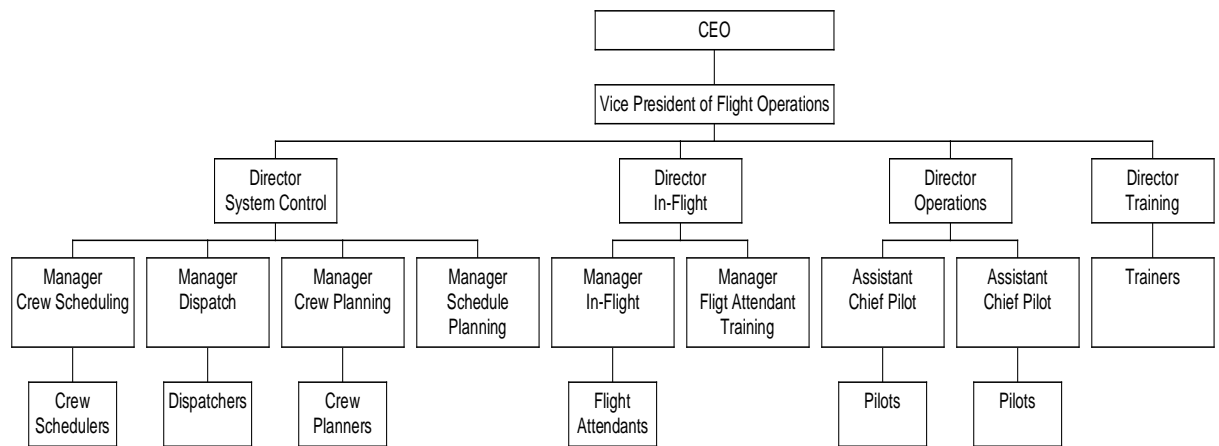 CEO
Vice President of Flight Operations
Director
System Control
Director
In-Flight
Director
Operations
Director
Training
Manager
Crew Scheduling
Manager
Dispatch
Manager
Crew Planning
Manager
Schedule
Planning
Manager
In-Flight
Manager
Fligt Attendant
Training
Assistant
Chief Pilot
Assistant
Chief Pilot
Trainers
Crew
Schedulers
Dispatchers
Crew
Planners
Flight
Attendants
Pilots
Pilots